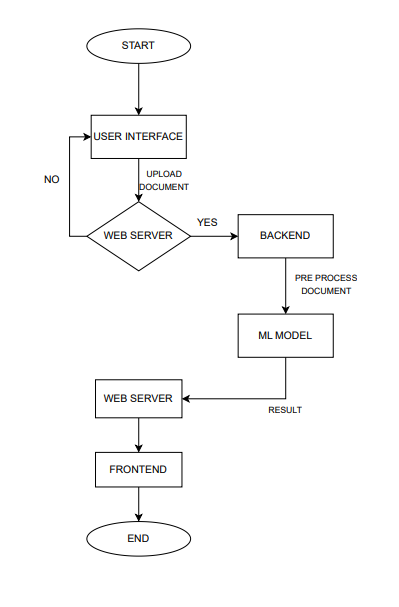 START
USER INTERFACE
UPLOAD
DOCUMENT
NO
WEB SERVER
YES
BACKEND
PRE PROCESS
DOCUMENT
ML MODEL
WEB SERVER
RESULT
FRONTEND
END